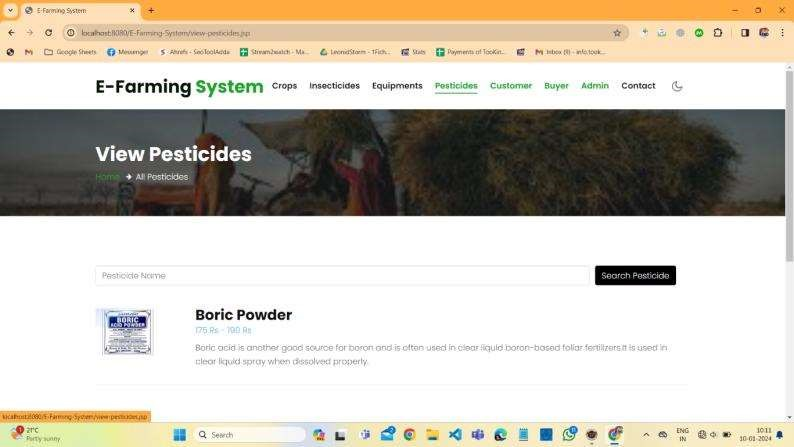 E-Farming System
localhost:8080/E-Farming-System/view-pesticides.jsp
Google Sheets
Messenger
Ahrefs - SeoToolAdda
Stream2watch - Ma...
LeonidStorm - 1Fich...
Stats
Payments of TooKin...
Inbox (9) - info.took...
E-Farming System
Crops
Insecticides
Equipments
Pesticides
Customer
Buyer
Admin
Contact
View Pesticides
Home → All Pesticides
Pesticide Name
Search Pesticide
BORIC
ACID POWDER
Boric Powder
175 Rs - 190 Rs
Boric acid is another good source for boron and is often used in clear liquid boron-based foliar fertilizers.It is used in
clear liquid spray when dissolved properly.
localhost:8080/E-Farming-System/view-pesticides.jsp
21°C
Partly sunny
Search
ENG
IN
10:11
10-01-2024